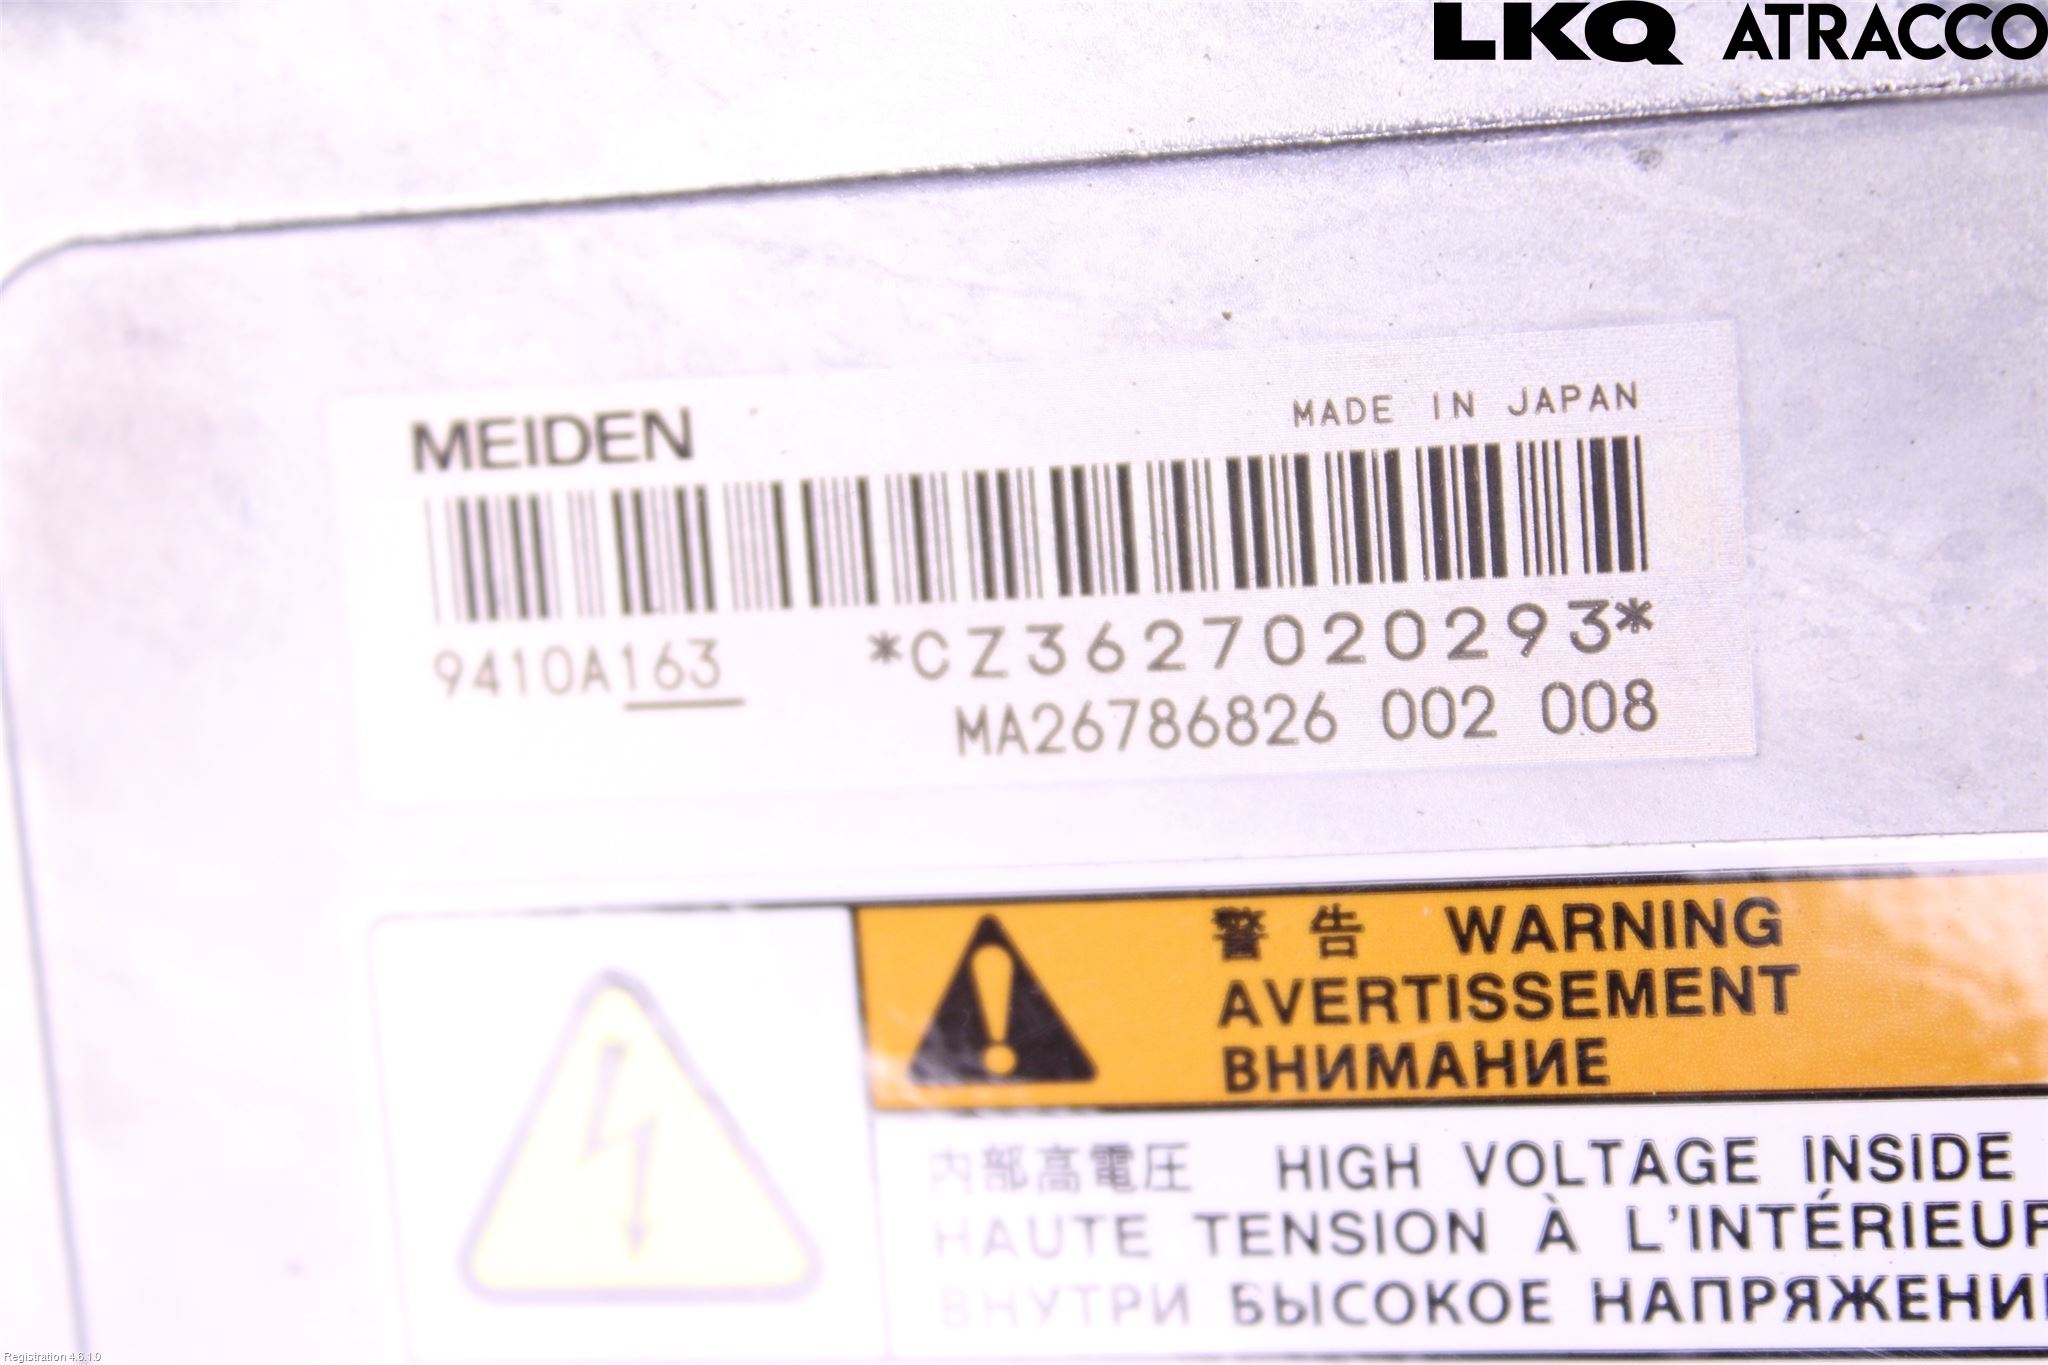 LKQ ATRACCO
MEIDEN
MADE IN JAPAN
9410A163 *CZ3627020293*
MA26786826 002 008
警告 WARNING
AVERTISSEMENT
ВНИМАНИЕ
内部高電圧 HIGH VOLTAGE INSIDE
HAUTE TENSION À L'INTÉRIEUR
ВНУТРИ БЫСОКОЕ НАПРЯЖЕНИ
Registration 4.6.1.0